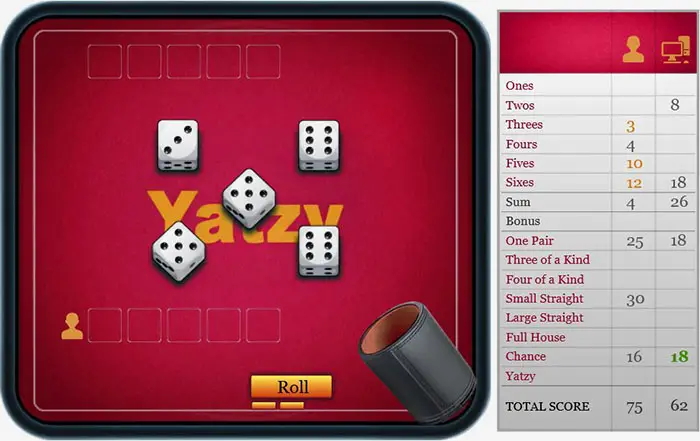 Yatzy
Roll
Ones
Twos 8
Threes 3
Fours 4
Fives 10
Sixes 12 18
Sum 4 26
Bonus
One Pair 25 18
Three of a Kind
Four of a Kind
Small Straight 30
Large Straight
Full House
Chance 16 18
Yatzy
TOTAL SCORE 75 62